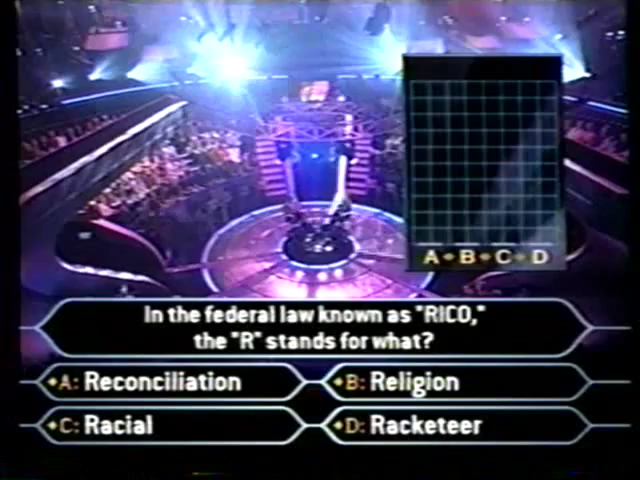 A B C D
In the federal law known as "RICO,"
the "R" stands for what?
A: Reconciliation
B: Religion
C: Racial
D: Racketeer